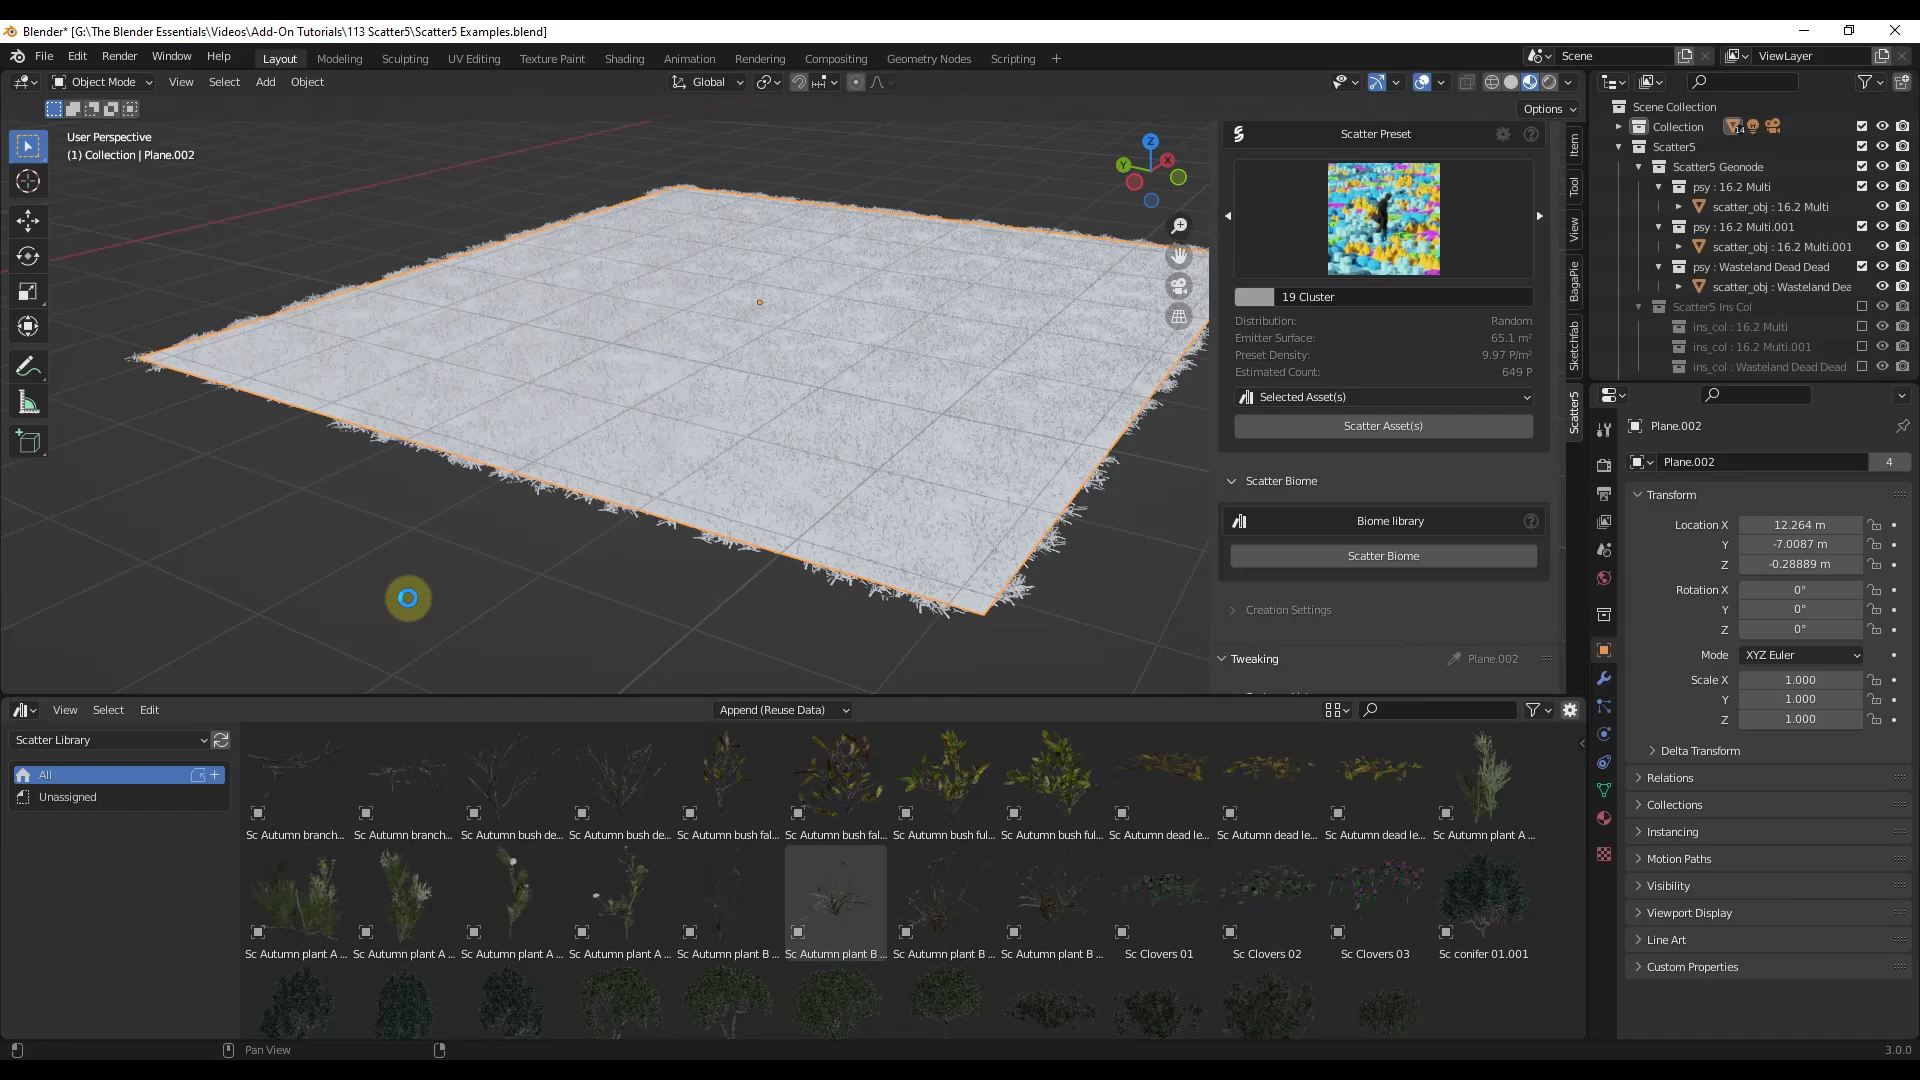 Blender* [G:\The Blender Essentials\Videos\Add-On Tutorials\113 Scatter5\Scatter5 Examples.blend]
File Edit Render Window Help Layout Modeling Sculpting UV Editing Texture Paint Shading Animation Rendering Compositing Geometry Nodes Scripting + Scene ViewLayer
Object Mode View Select Add Object Global
Options
User Perspective
(1) Collection | Plane.002
Z
Y
X
Scatter Preset
19 Cluster
Distribution: Random
Emitter Surface: 65.1 m²
Preset Density: 9.97 P/m²
Estimated Count: 649 P
Selected Asset(s)
Scatter Asset(s)
Scatter Biome
Biome library
Scatter Biome
Creation Settings
Tweaking Plane.002
Item
Tool
View
BagaPie
Sketchfab
Scatter5
Scene Collection
Collection 14
Scatter5
Scatter5 Geonode
psy : 16.2 Multi
scatter_obj : 16.2 Multi
psy : 16.2 Multi.001
scatter_obj : 16.2 Multi.001
psy : Wasteland Dead Dead
scatter_obj : Wasteland Dea
Scatter5 Ins Col
ins_col : 16.2 Multi
ins_col : 16.2 Multi.001
ins_col : Wasteland Dead Dead
Plane.002
Plane.002 4
Transform
Location X 12.264 m
Y -7.0087 m
Z -0.28889 m
Rotation X 0°
Y 0°
Z 0°
Mode XYZ Euler
Scale X 1.000
Y 1.000
Z 1.000
Delta Transform
Relations
Collections
Instancing
Motion Paths
Visibility
Viewport Display
Line Art
Custom Properties
View Select Edit Append (Reuse Data)
Scatter Library
All
Unassigned
Sc Autumn branch... Sc Autumn branch... Sc Autumn bush de... Sc Autumn bush de... Sc Autumn bush fal... Sc Autumn bush fal... Sc Autumn bush ful... Sc Autumn bush ful... Sc Autumn dead le... Sc Autumn dead le... Sc Autumn dead le... Sc Autumn plant A ...
Sc Autumn plant A ... Sc Autumn plant A ... Sc Autumn plant A ... Sc Autumn plant A ... Sc Autumn plant B ... Sc Autumn plant B ... Sc Autumn plant B ... Sc Autumn plant B ... Sc Clovers 01 Sc Clovers 02 Sc Clovers 03 Sc conifer 01.001
Pan View 3.0.0